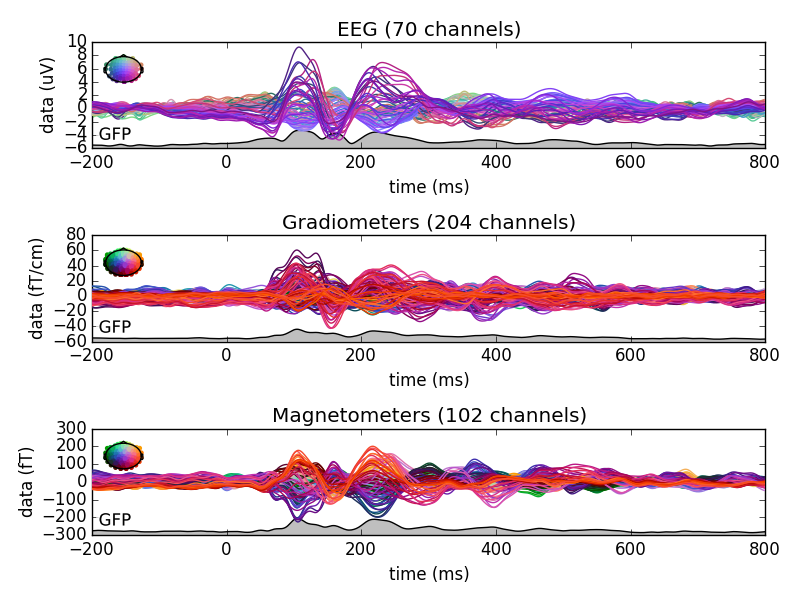 EEG (70 channels)
data (uV)
10
8
6
4
2
0
−2
−4
−6
GFP
−200 0 200 400 600 800
time (ms)
Gradiometers (204 channels)
data (fT/cm)
80
60
40
20
0
−20
−40
−60
GFP
−200 0 200 400 600 800
time (ms)
Magnetometers (102 channels)
data (fT)
300
200
100
0
−100
−200
−300
GFP
−200 0 200 400 600 800
time (ms)